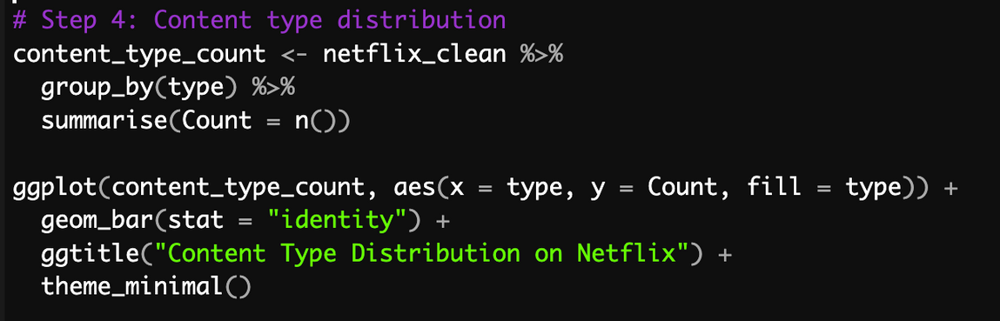 # Step 4: Content type distribution
content_type_count <- netflix_clean %>%
  group_by(type) %>%
  summarise(Count = n())

ggplot(content_type_count, aes(x = type, y = Count, fill = type)) +
  geom_bar(stat = "identity") +
  ggtitle("Content Type Distribution on Netflix") +
  theme_minimal()